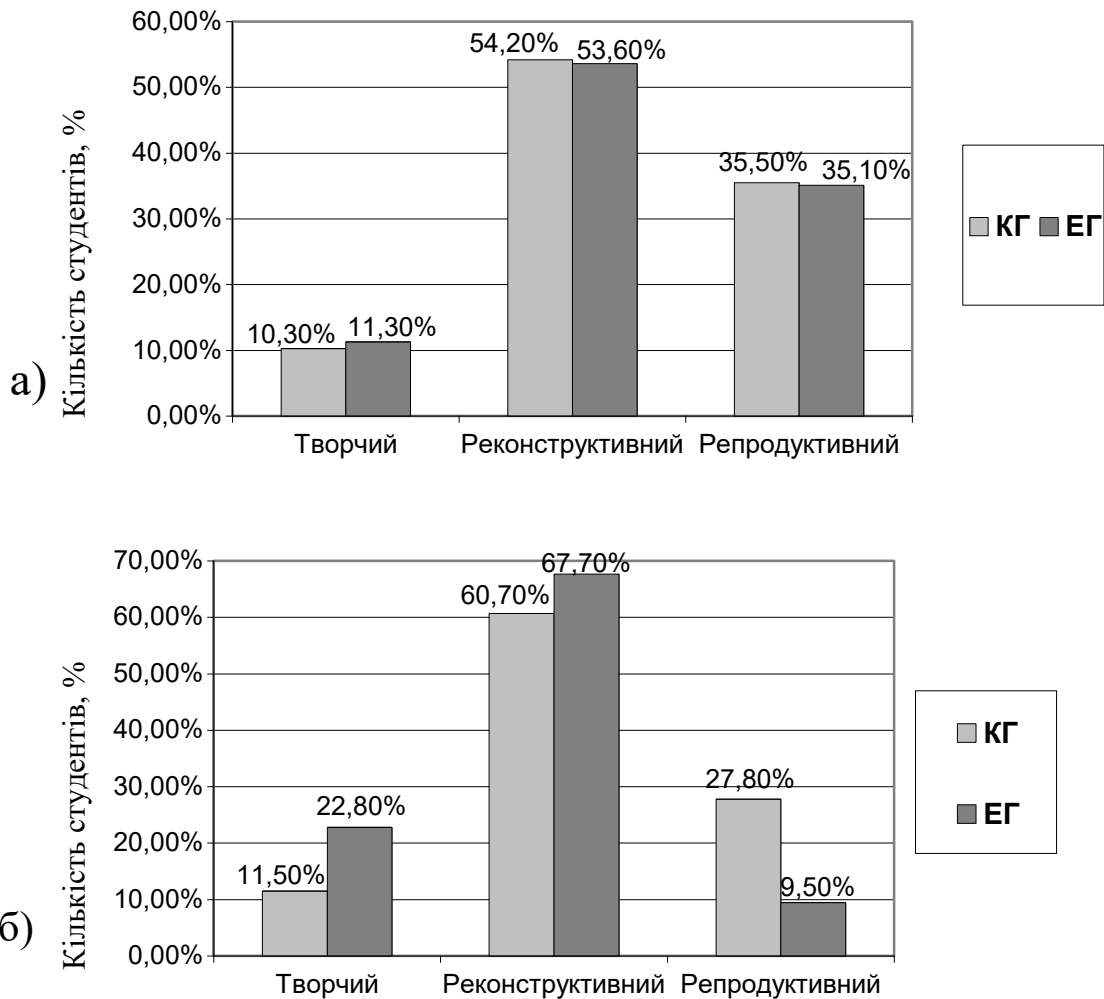 60,00%
54,20% 53,60%
50,00%
40,00%
35,50% 35,10%
30,00%
20,00%
10,30% 11,30%
10,00%
0,00%
Кількість студентів, %
а)
Творчий Реконструктивний Репродуктивний
КГ ЕГ
70,00%
67,70%
60,70%
60,00%
50,00%
40,00%
30,00%
27,80%
22,80%
20,00%
11,50%
10,00%
9,50%
0,00%
Кількість студентів, %
б)
Творчий Реконструктивний Репродуктивний
КГ
ЕГ